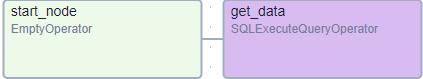 start_node
EmptyOperator
get_data
SQLExecuteQueryOperator